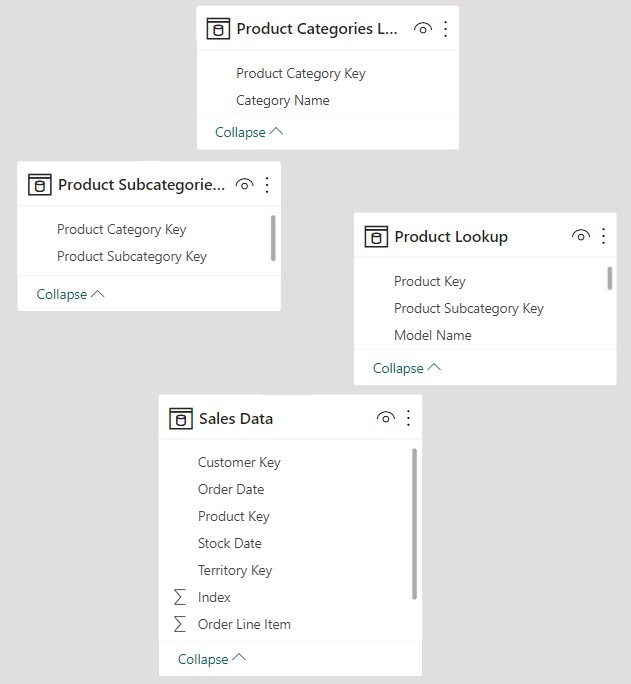 Product Categories L...
Product Category Key
Category Name
Collapse
Product Subcategorie...
Product Category Key
Product Subcategory Key
Collapse
Product Lookup
Product Key
Product Subcategory Key
Model Name
Collapse
Sales Data
Customer Key
Order Date
Product Key
Stock Date
Territory Key
Σ Index
Σ Order Line Item
Collapse